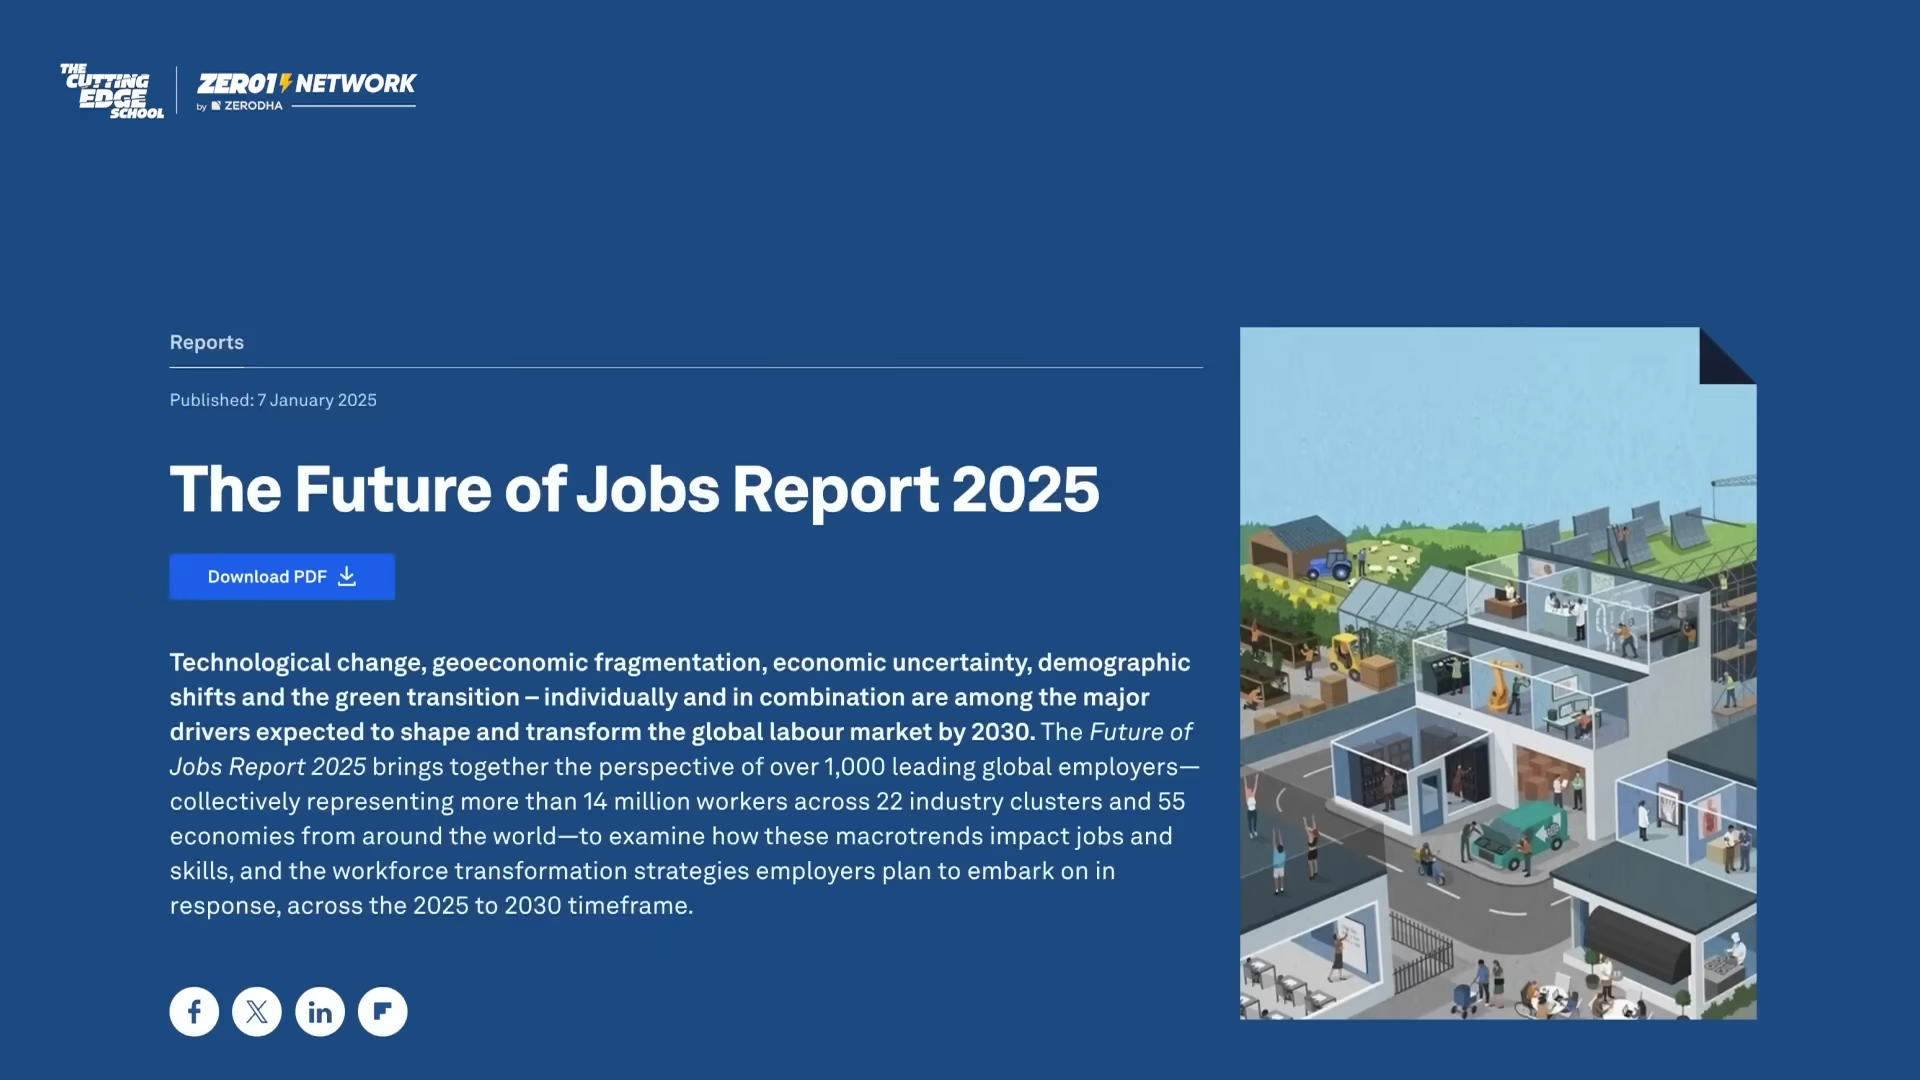 THE
CUTTING
EDGE
SCHOOL
ZERO1 NETWORK
by ZERODHA
Reports
Published: 7 January 2025
The Future of Jobs Report 2025
Download PDF
Technological change, geoeconomic fragmentation, economic uncertainty, demographic
shifts and the green transition – individually and in combination are among the major
drivers expected to shape and transform the global labour market by 2030. The Future of
Jobs Report 2025 brings together the perspective of over 1,000 leading global employers—
collectively representing more than 14 million workers across 22 industry clusters and 55
economies from around the world—to examine how these macrotrends impact jobs and
skills, and the workforce transformation strategies employers plan to embark on in
response, across the 2025 to 2030 timeframe.